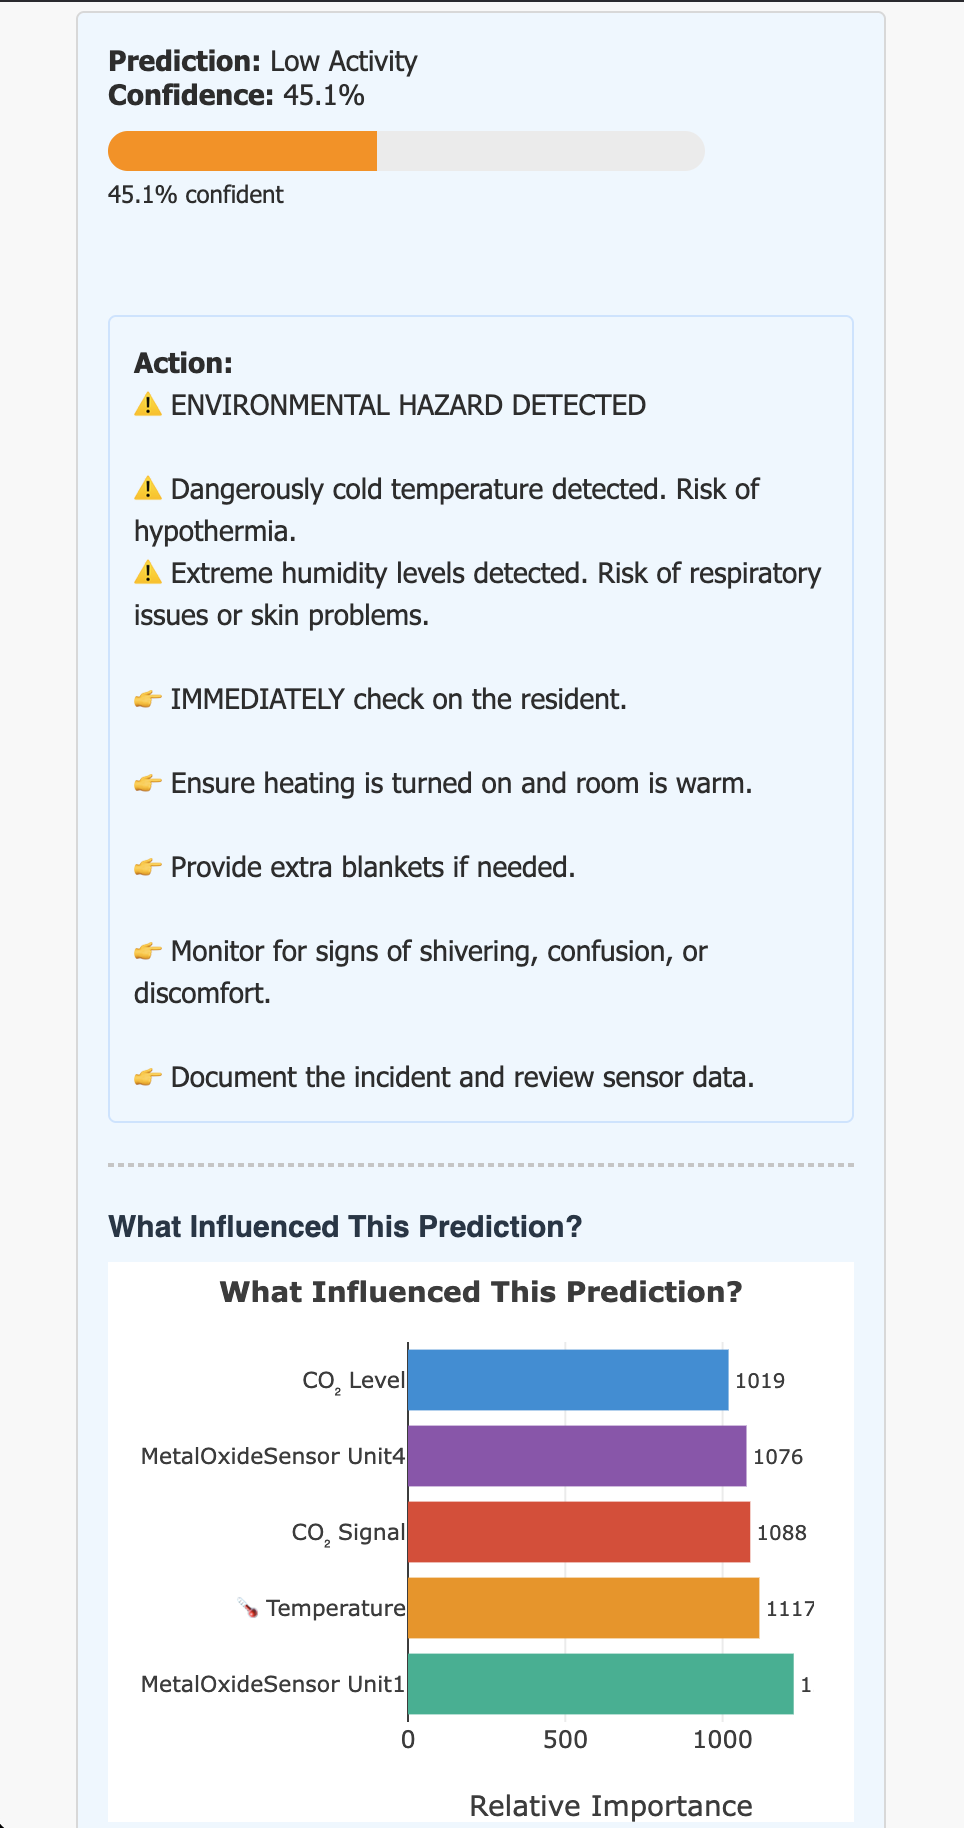 Prediction: Low Activity
Confidence: 45.1%
45.1% confident
Action:
⚠️ ENVIRONMENTAL HAZARD DETECTED
⚠️ Dangerously cold temperature detected. Risk of
hypothermia.
⚠️ Extreme humidity levels detected. Risk of respiratory
issues or skin problems.
👉 IMMEDIATELY check on the resident.
👉 Ensure heating is turned on and room is warm.
👉 Provide extra blankets if needed.
👉 Monitor for signs of shivering, confusion, or
discomfort.
👉 Document the incident and review sensor data.
What Influenced This Prediction?
What Influenced This Prediction?
CO₂ Level 1019
MetalOxideSensor Unit4 1076
CO₂ Signal 1088
🌡️ Temperature 1117
MetalOxideSensor Unit1 1
0 500 1000
Relative Importance